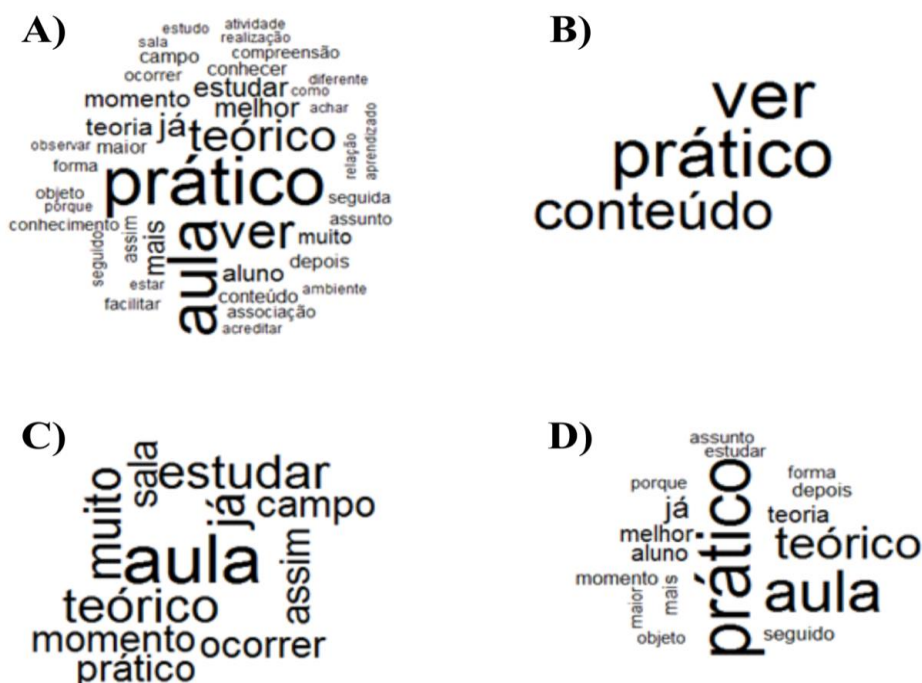 A)
estudo atividade
sala realização
campo compreensão
ocorrer conhecer
estudar como diferente
momento melhor achar
teoria já teórico
observar maior
relação
aprendizado
forma
prático
objeto
porque
seguida
conhecimento
seguido
assim
mais
aula
ver muito
assunto
depois
estar aluno
facilitar conteúdo ambiente
associação
acreditar
B)
ver
prático
conteúdo
C)
muito
sala
estudar
já
campo
aula
assim
teórico
momento ocorrer
prático
D)
assunto
estudar
porque
já
melhor
aluno
momento
maior
mais
objeto
prático
forma
depois
teoria
teórico
aula
seguido